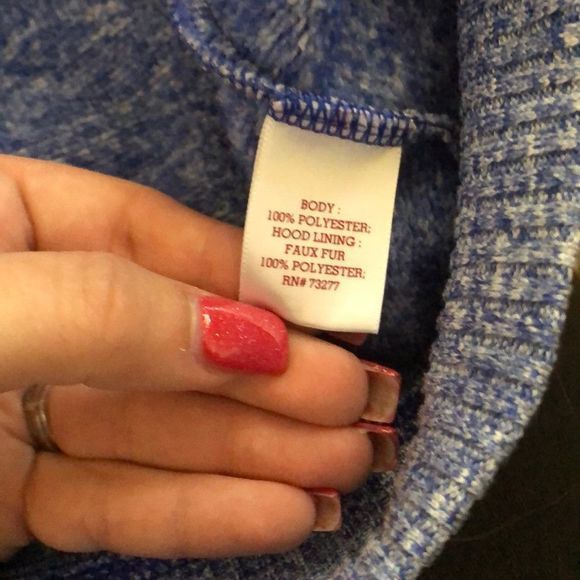 BODY :
100% POLYESTER;
HOOD LINING :
FAUX FUR
100% POLYESTER;
RN# 73277